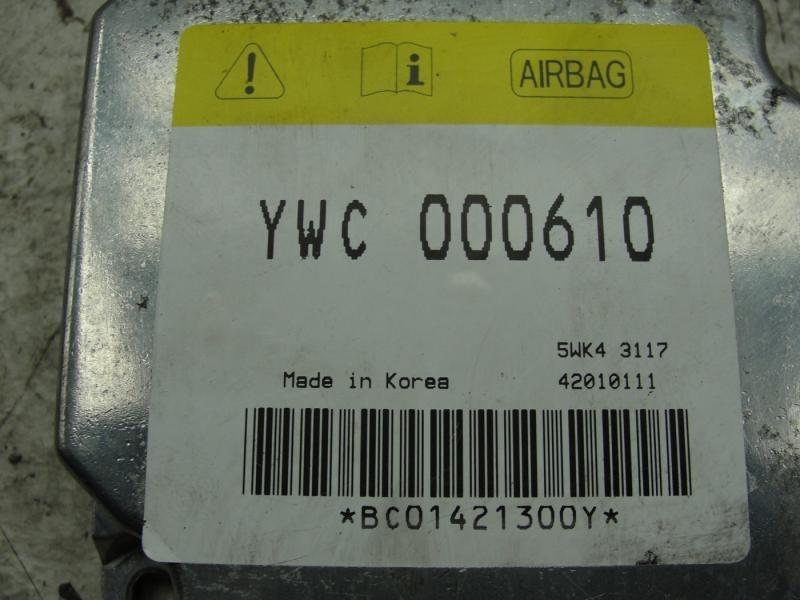 AIRBAG
YWC 000610
5WK4 3117
Made in Korea 42010111
*BC01421300Y*